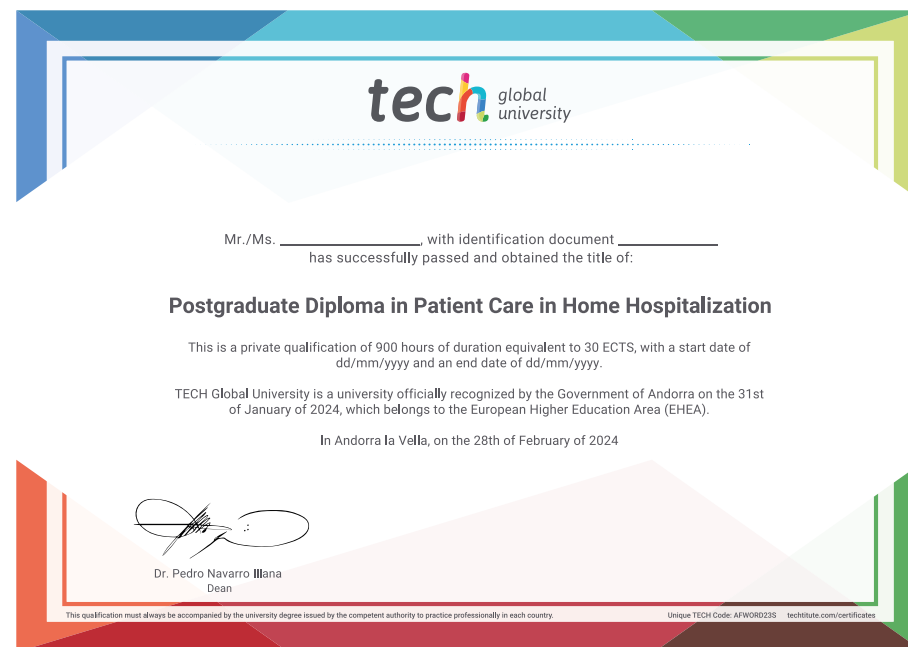 tech global
university
Mr./Ms. ____________, with identification document ____________
has successfully passed and obtained the title of:
Postgraduate Diploma in Patient Care in Home Hospitalization
This is a private qualification of 900 hours of duration equivalent to 30 ECTS, with a start date of
dd/mm/yyyy and an end date of dd/mm/yyyy.
TECH Global University is a university officially recognized by the Government of Andorra on the 31st
of January of 2024, which belongs to the European Higher Education Area (EHEA).
In Andorra la Vella, on the 28th of February of 2024
Dr. Pedro Navarro Illana
Dean
This qualification must always be accompanied by the university degree issued by the competent authority to practice professionally in each country.
Unique TECH Code: AFWORD23S techtitute.com/certificates